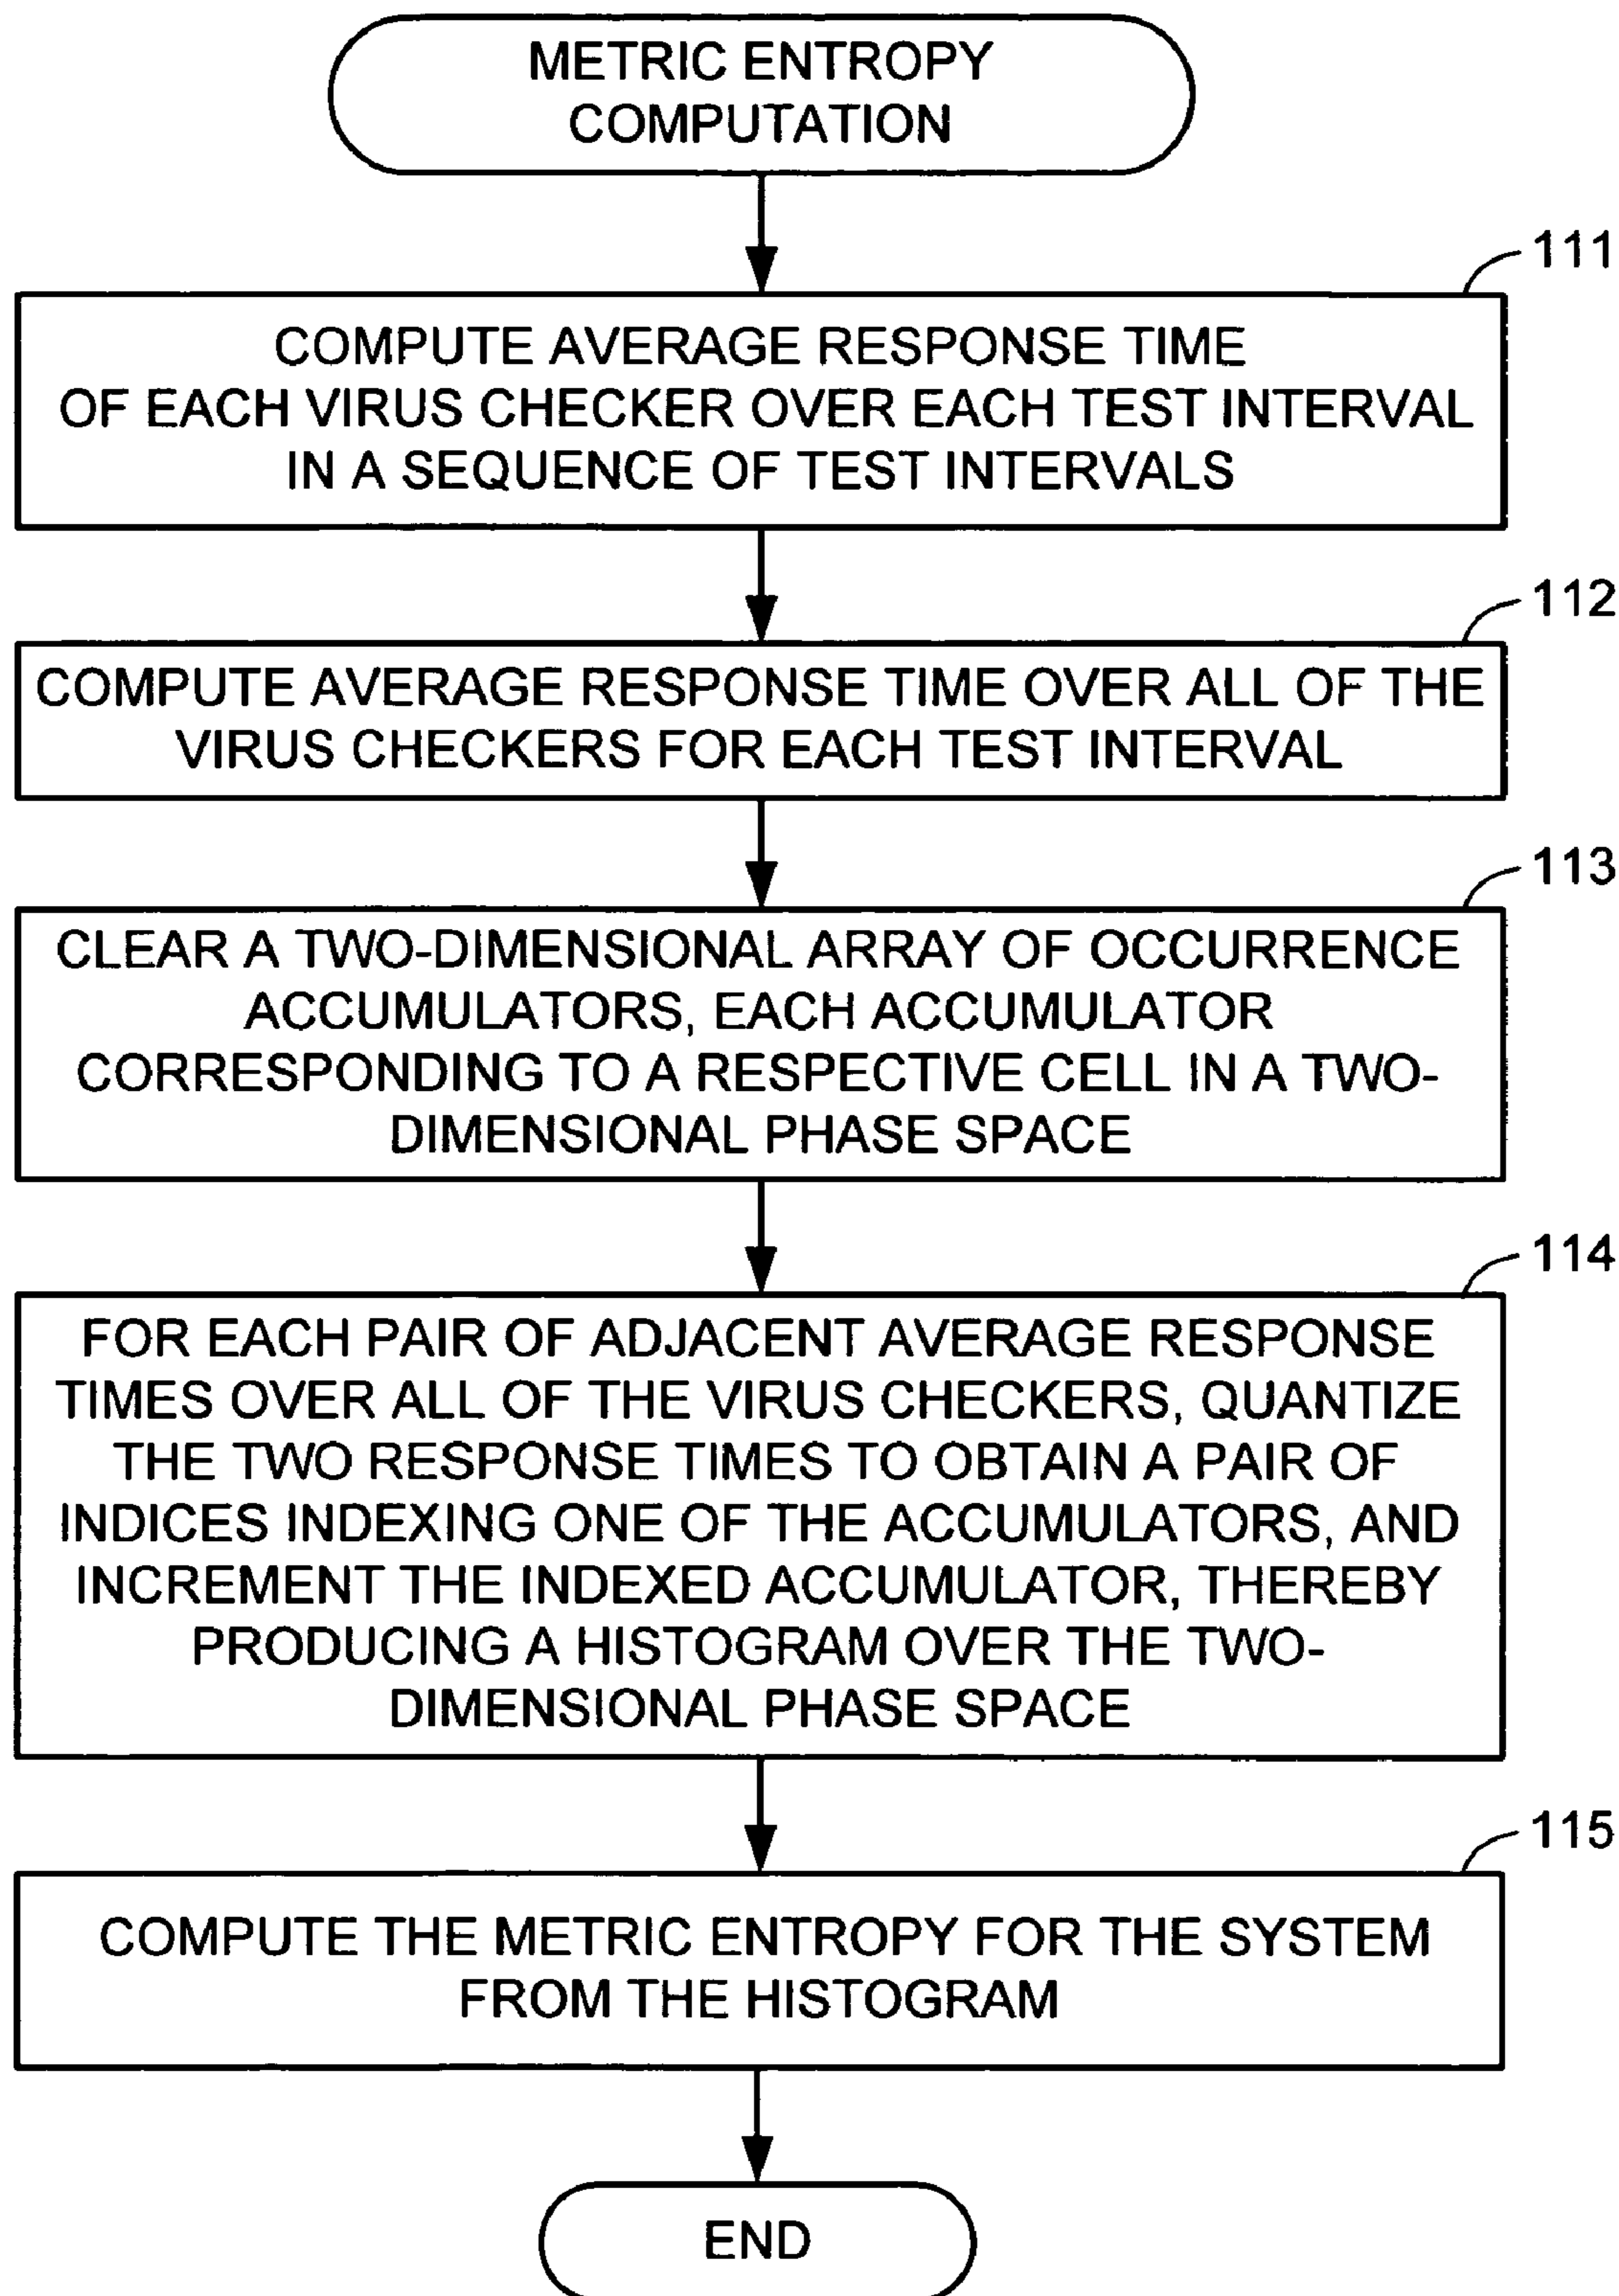 METRIC ENTROPY
COMPUTATION
111
COMPUTE AVERAGE RESPONSE TIME
OF EACH VIRUS CHECKER OVER EACH TEST INTERVAL
IN A SEQUENCE OF TEST INTERVALS
112
COMPUTE AVERAGE RESPONSE TIME OVER ALL OF THE
VIRUS CHECKERS FOR EACH TEST INTERVAL
113
CLEAR A TWO-DIMENSIONAL ARRAY OF OCCURRENCE
ACCUMULATORS, EACH ACCUMULATOR
CORRESPONDING TO A RESPECTIVE CELL IN A TWO-
DIMENSIONAL PHASE SPACE
114
FOR EACH PAIR OF ADJACENT AVERAGE RESPONSE
TIMES OVER ALL OF THE VIRUS CHECKERS, QUANTIZE
THE TWO RESPONSE TIMES TO OBTAIN A PAIR OF
INDICES INDEXING ONE OF THE ACCUMULATORS, AND
INCREMENT THE INDEXED ACCUMULATOR, THEREBY
PRODUCING A HISTOGRAM OVER THE TWO-
DIMENSIONAL PHASE SPACE
115
COMPUTE THE METRIC ENTROPY FOR THE SYSTEM
FROM THE HISTOGRAM
END